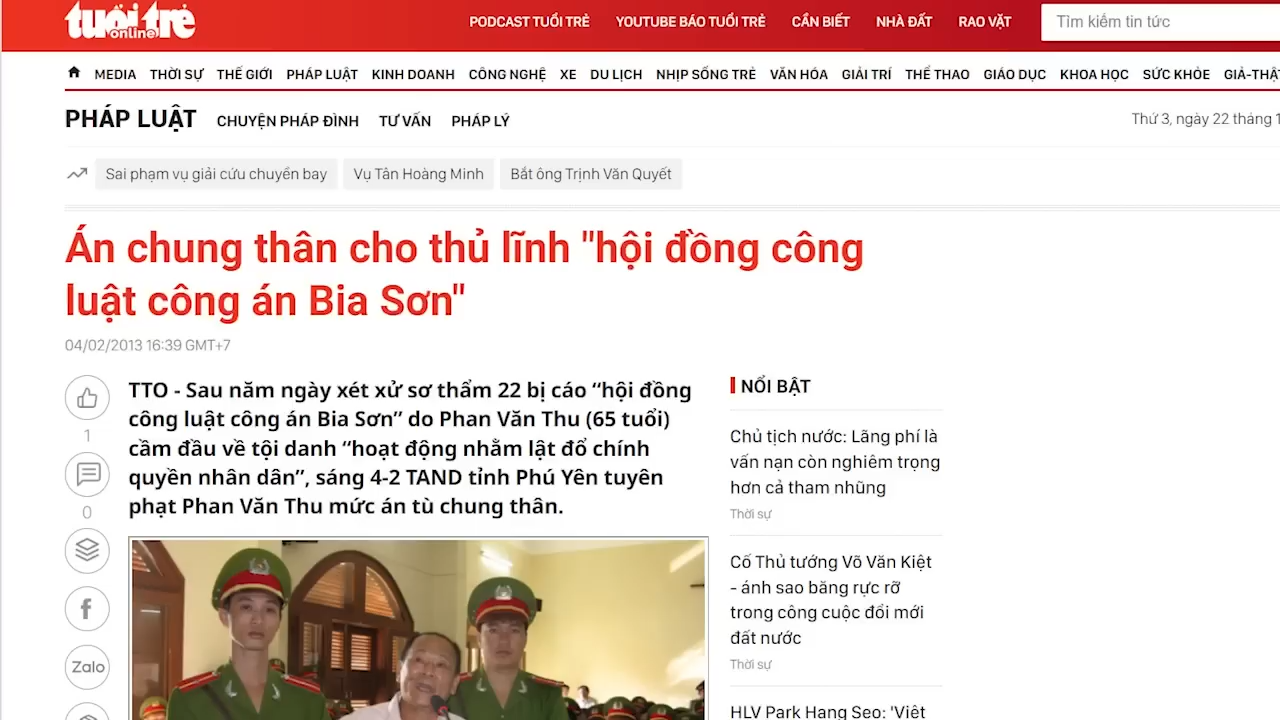 tuổi trẻ
online
PODCAST TUỔI TRẺ YOUTUBE BÁO TUỔI TRẺ CẦN BIẾT NHÀ ĐẤT RAO VẶT
Tìm kiếm tin tức
MEDIA THỜI SỰ THẾ GIỚI PHÁP LUẬT KINH DOANH CÔNG NGHỆ XE DU LỊCH NHỊP SỐNG TRẺ VĂN HÓA GIẢI TRÍ THỂ THAO GIÁO DỤC KHOA HỌC SỨC KHỎE GIẢ-THẬT
PHÁP LUẬT CHUYỆN PHÁP ĐÌNH TƯ VẤN PHÁP LÝ
Thứ 3, ngày 22 tháng 1
Sai phạm vụ giải cứu chuyến bay Vụ Tân Hoàng Minh Bắt ông Trịnh Văn Quyết
Án chung thân cho thủ lĩnh "hội đồng công
luật công án Bia Sơn"
04/02/2013 16:39 GMT+7
1
0
Zalo
TTO - Sau năm ngày xét xử sơ thẩm 22 bị cáo “hội đồng
công luật công án Bia Sơn” do Phan Văn Thu (65 tuổi)
cầm đầu về tội danh “hoạt động nhằm lật đổ chính
quyền nhân dân”, sáng 4-2 TAND tỉnh Phú Yên tuyên
phạt Phan Văn Thu mức án tù chung thân.
NỔI BẬT
Chủ tịch nước: Lãng phí là
vấn nạn còn nghiêm trọng
hơn cả tham nhũng
Thời sự
Cố Thủ tướng Võ Văn Kiệt
- ánh sao băng rực rỡ
trong công cuộc đổi mới
đất nước
Thời sự
HLV Park Hang Seo: 'Việt